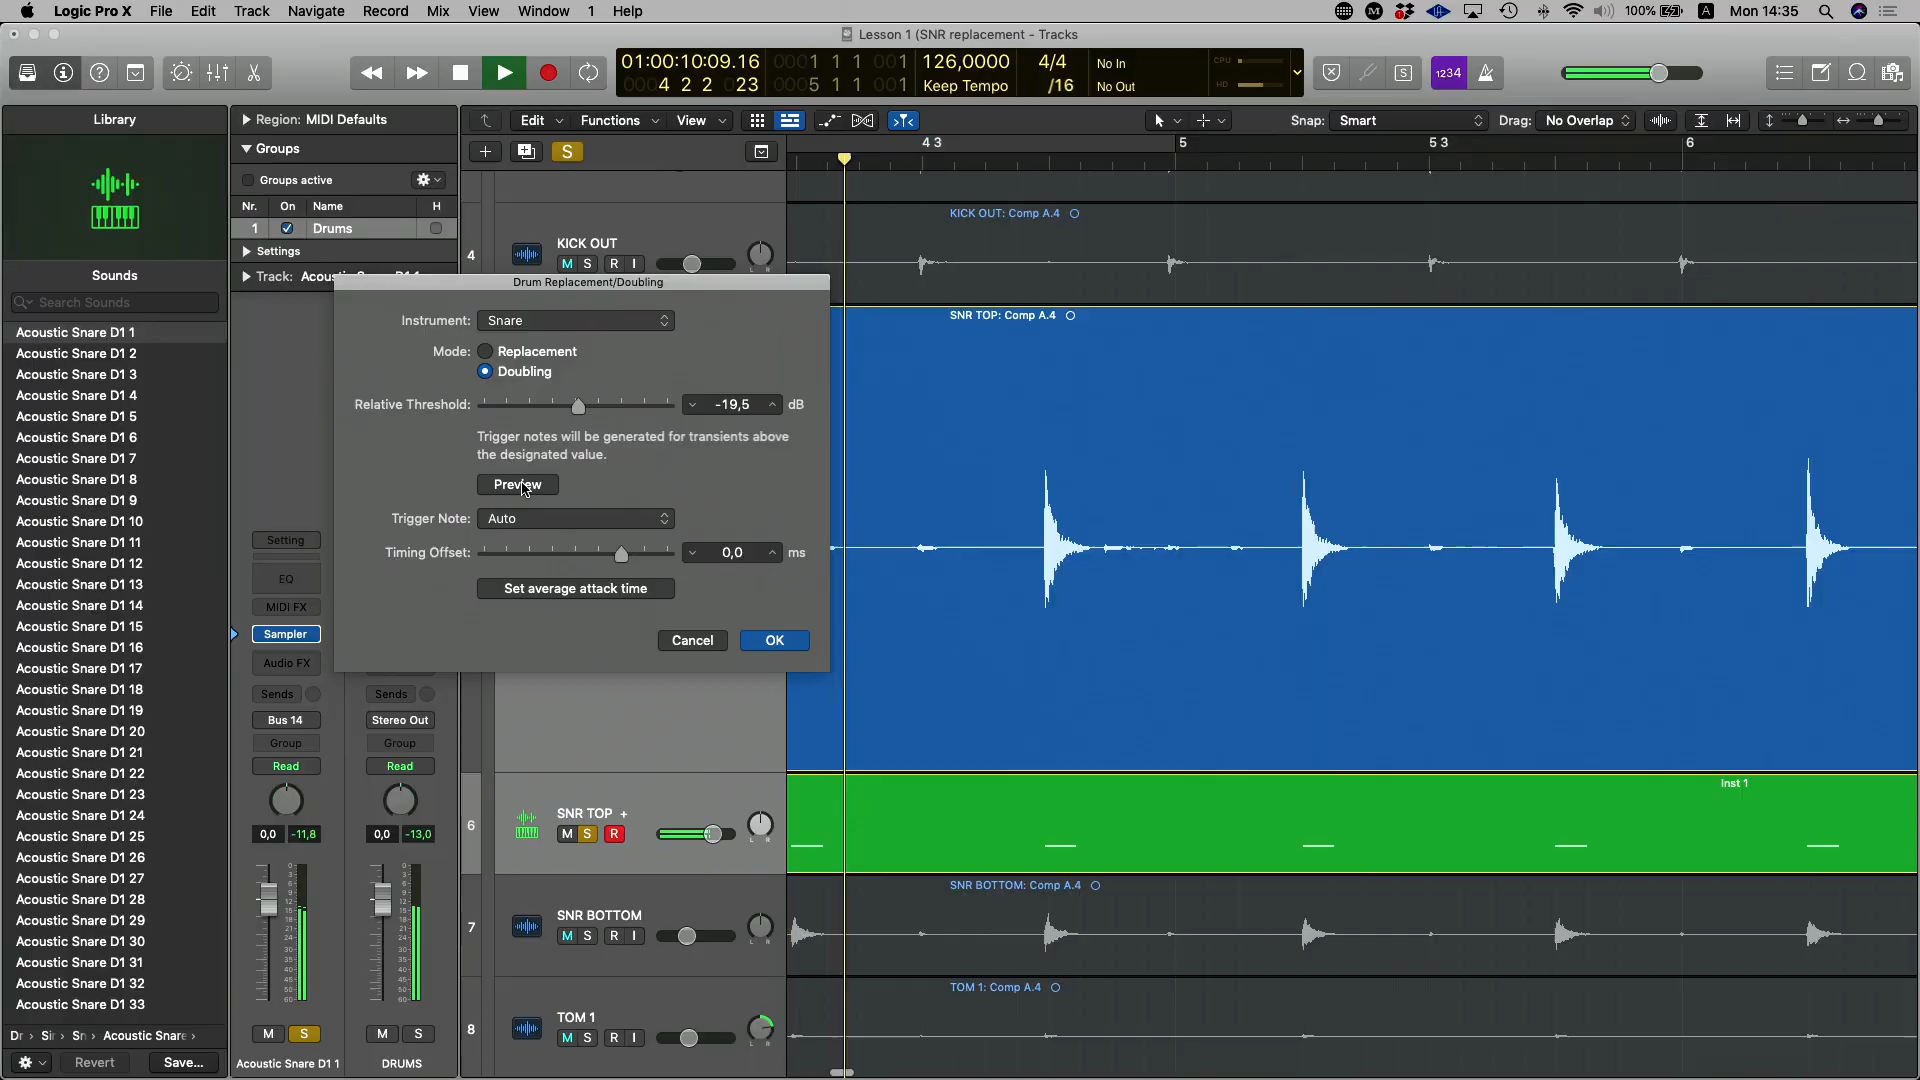 Logic Pro X File Edit Track Navigate Record Mix View Window 1 Help
100% A Mon 14:35
Lesson 1 (SNR replacement - Tracks
01:00:10:09.16 0001 1 1 001 126,0000 4/4 No In
0004 2 2 023 0005 1 1 001 Keep Tempo /16 No Out
CPU
HD
S 1234
Library
Region: MIDI Defaults
Edit Functions View
Snap: Smart Drag: No Overlap
Groups
S
4 3 5 5 3 6
Groups active
Nr. On Name H
1 Drums
Settings
Track:
Sounds
Search Sounds
Acoustic Snare D1 1
Acoustic Snare D1 2
Acoustic Snare D1 3
Acoustic Snare D1 4
Acoustic Snare D1 5
Acoustic Snare D1 6
Acoustic Snare D1 7
Acoustic Snare D1 8
Acoustic Snare D1 9
Acoustic Snare D1 10
Acoustic Snare D1 11
Acoustic Snare D1 12
Acoustic Snare D1 13
Acoustic Snare D1 14
Acoustic Snare D1 15
Acoustic Snare D1 16
Acoustic Snare D1 17
Acoustic Snare D1 18
Acoustic Snare D1 19
Acoustic Snare D1 20
Acoustic Snare D1 21
Acoustic Snare D1 22
Acoustic Snare D1 23
Acoustic Snare D1 24
Acoustic Snare D1 25
Acoustic Snare D1 26
Acoustic Snare D1 27
Acoustic Snare D1 28
Acoustic Snare D1 29
Acoustic Snare D1 30
Acoustic Snare D1 31
Acoustic Snare D1 32
Acoustic Snare D1 33
Dr › Sir › Sn › Acoustic Snare ›
Revert Save...
Drum Replacement/Doubling
Instrument: Snare
Mode: Replacement
Doubling
Relative Threshold: -19,5 dB
Trigger notes will be generated for transients above
the designated value.
Preview
Trigger Note: Auto
Timing Offset: 0,0 ms
Set average attack time
Cancel OK
Setting
EQ
MIDI FX
Sampler
Audio FX
Sends Sends
Bus 14 Stereo Out
Group Group
Read Read
0,0 -11,8 0,0 -13,0
M S M S
Acoustic Snare D1 1 DRUMS
4 KICK OUT
M S R I L R
KICK OUT: Comp A.4
SNR TOP: Comp A.4
6 SNR TOP +
M S R L R
Inst 1
7 SNR BOTTOM
M S R I L R
SNR BOTTOM: Comp A.4
8 TOM 1
M S R I L R
TOM 1: Comp A.4